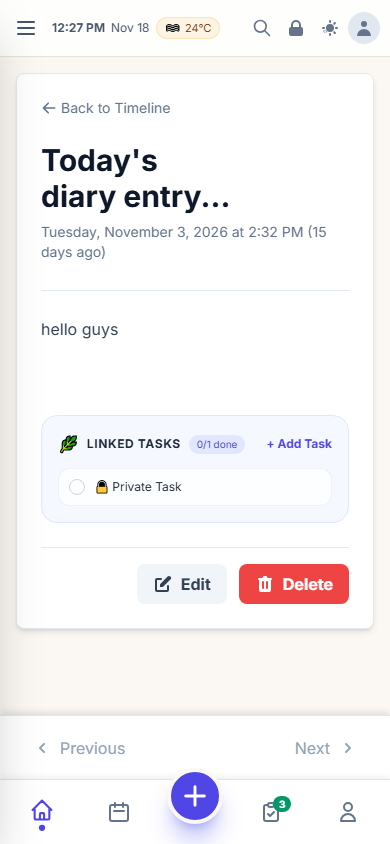 12:27 PM Nov 18 24°C
Back to Timeline
Today's
diary entry...
Tuesday, November 3, 2026 at 2:32 PM (15
days ago)
hello guys
LINKED TASKS 0/1 done + Add Task
Private Task
Edit Delete
Previous Next
3